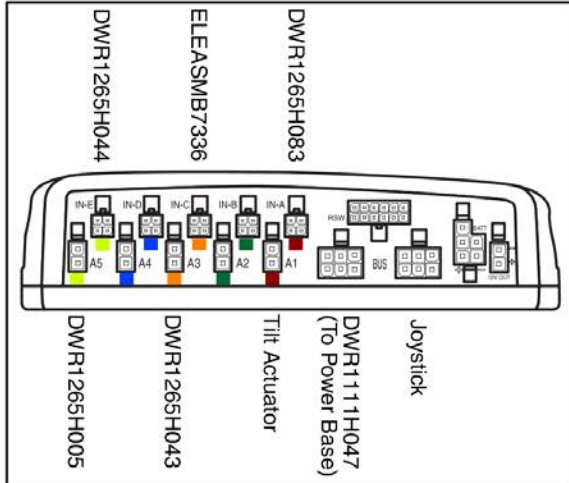 DWR1265H044
ELEASMB7336
DWR1265H083
IN-E
IN-D
IN-C
IN-B
IN-A
RSW
BATT
A5
A4
A3
A2
A1
BUS
12V OUT
DWR1265H005
DWR1265H043
Tilt Actuator
DWR1111H047
(To Power Base)
Joystick